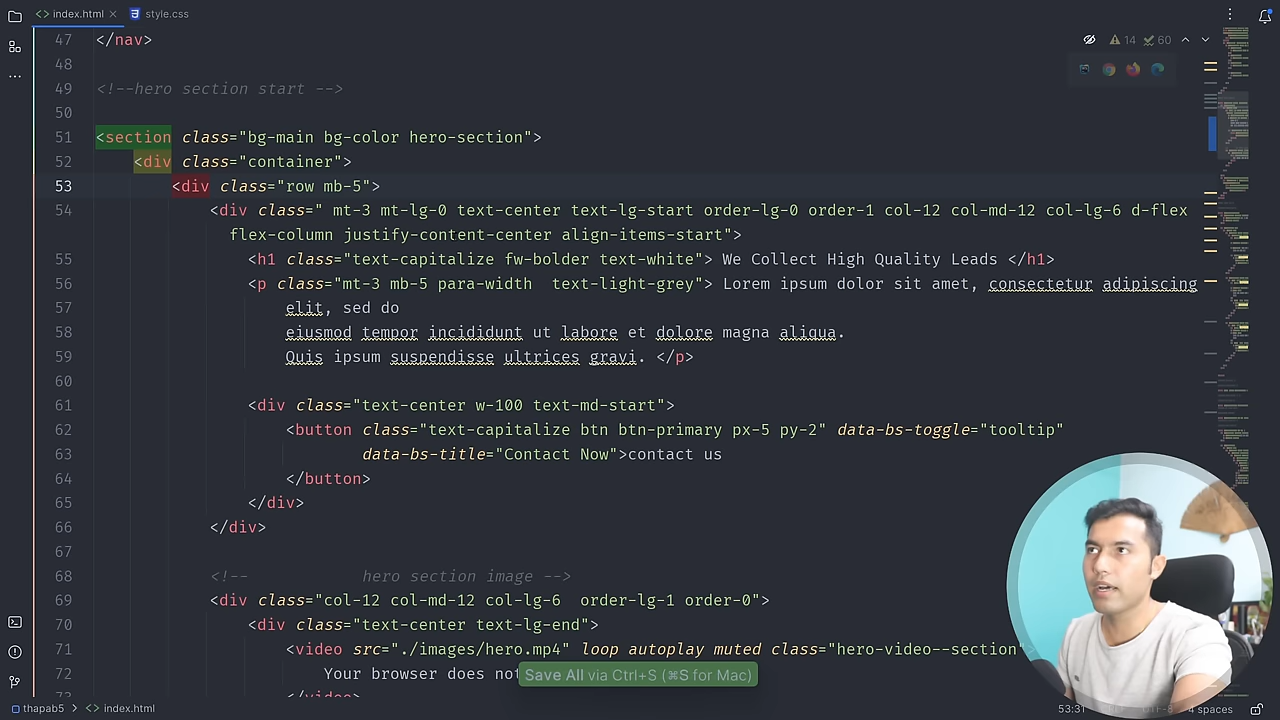 index.html
style.css
14 60
47 </nav>
48
49 <!--hero section start -->
50
51 <section class="bg-main bg-color hero-section">
52 <div class="container">
53 <div class="row mb-5">
54 <div class=" mt-lg-0 text-center text-lg-start order-lg-0 order-1 col-12 col-md-12 col-lg-6 d-flex
flex-column justify-content-center align-items-start">
55 <h1 class="text-capitalize fw-bolder text-white"> We Collect High Quality Leads </h1>
56 <p class="mt-3 mb-5 para-width text-light-grey"> Lorem ipsum dolor sit amet, consectetur adipiscing
57 elit, sed do
58 eiusmod tempor incididunt ut labore et dolore magna aliqua.
59 Quis ipsum suspendisse ultrices gravi. </p>
60
61 <div class="text-center w-100 text-md-start">
62 <button class="text-capitalize btn btn-primary px-5 py-2" data-bs-toggle="tooltip"
63 data-bs-title="Contact Now">contact us
64 </button>
65 </div>
66 </div>
67
68 <!-- hero section image -->
69 <div class="col-12 col-md-12 col-lg-6 order-lg-1 order-0">
70 <div class="text-center text-lg-end">
71 <video src="./images/hero.mp4" loop autoplay muted class="hero-video--section"
72 Your browser does not
73 </video>
Save All via Ctrl+S (⌘S for Mac)
thapab5 > index.html
53:31 UTF-8 4 spaces